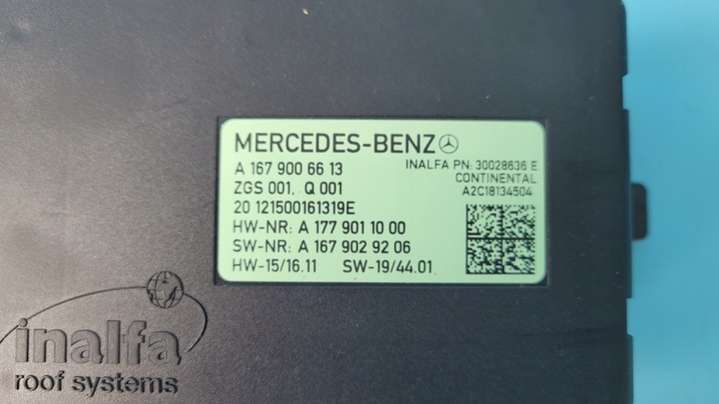 MERCEDES-BENZ
A 167 900 66 13
INALFA PN: 30028636 E
CONTINENTAL
ZGS 001, Q 001
A2C18134504
20 121500161319E
HW-NR: A 177 901 10 00
SW-NR: A 167 902 92 06
HW-15/16.11 SW-19/44.01
inalfa
roof systems